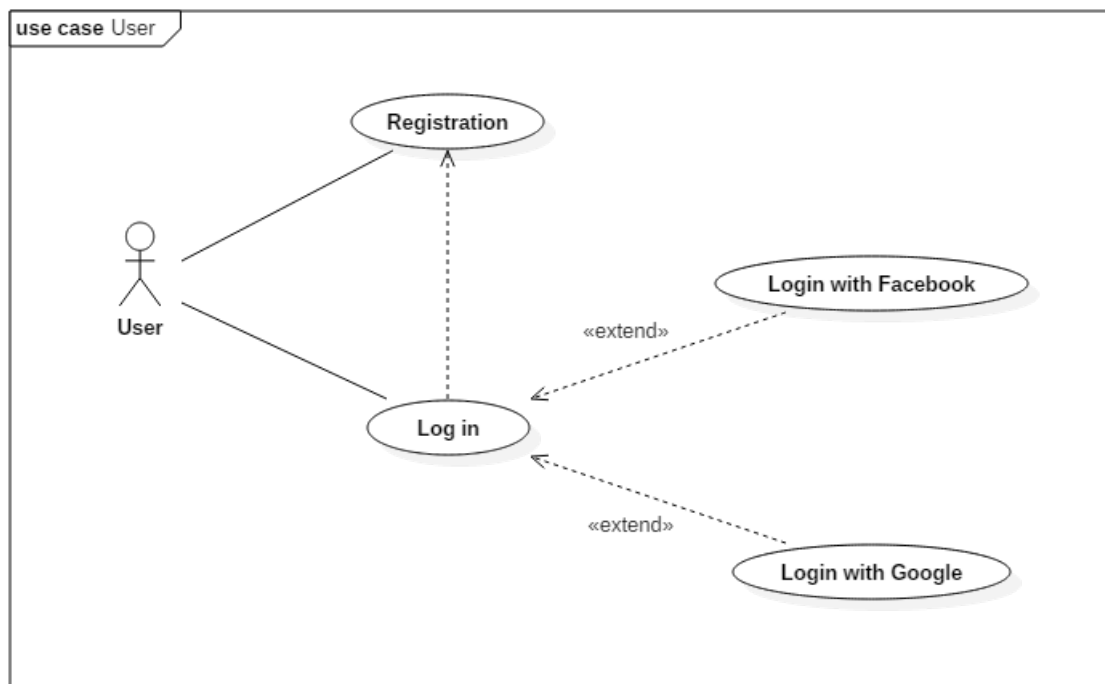 use case User
Registration
User
Login with Facebook
«extend»
Log in
«extend»
Login with Google